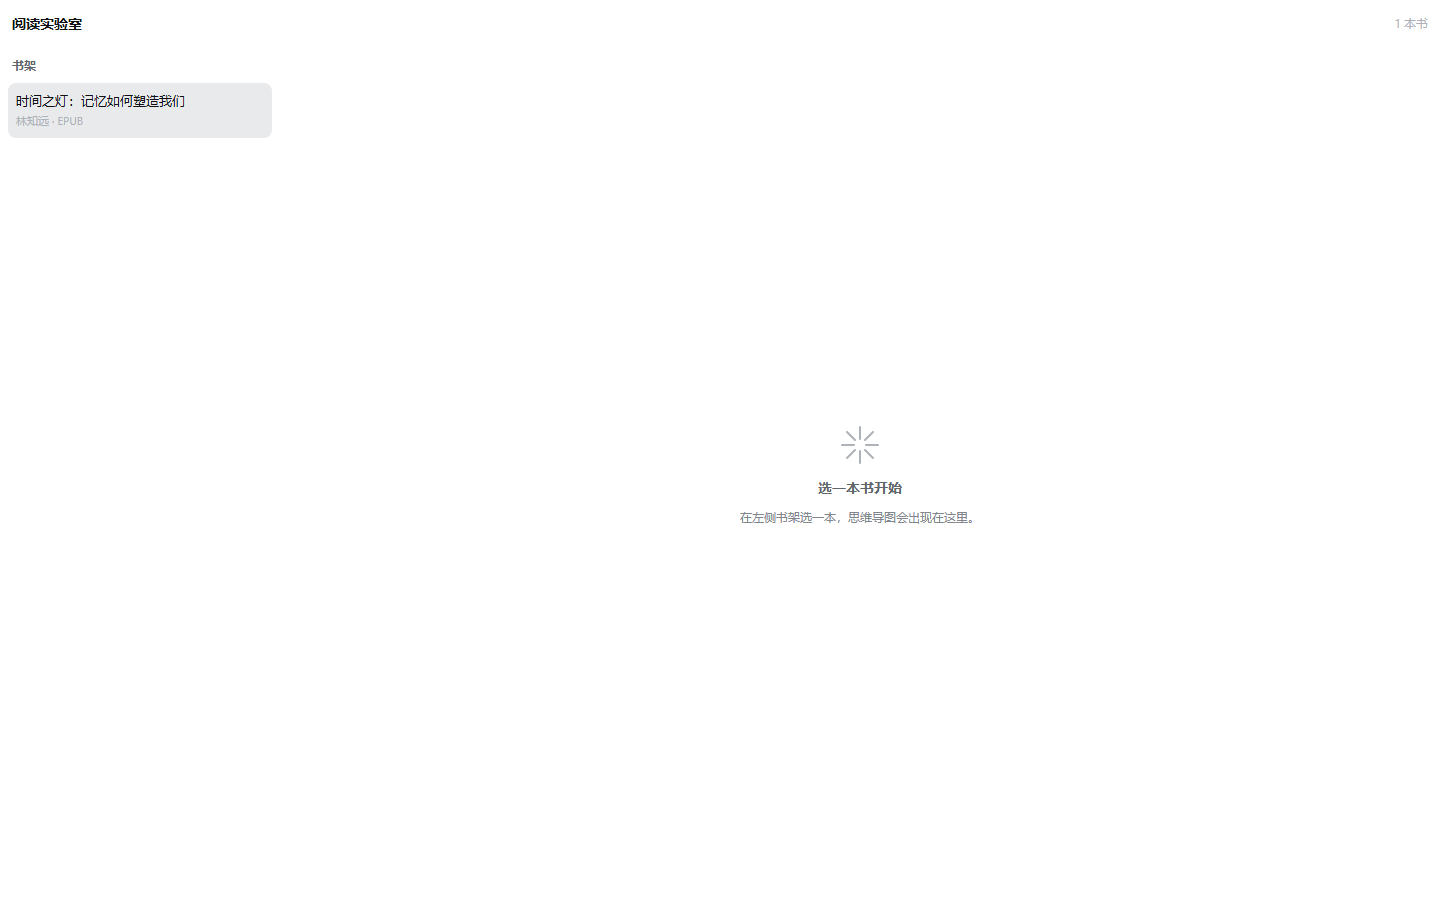 阅读实验室
1 本书
书架
时间之灯：记忆如何塑造我们
林知远 · EPUB
选一本书开始
在左侧书架选一本，思维导图会出现在这里。